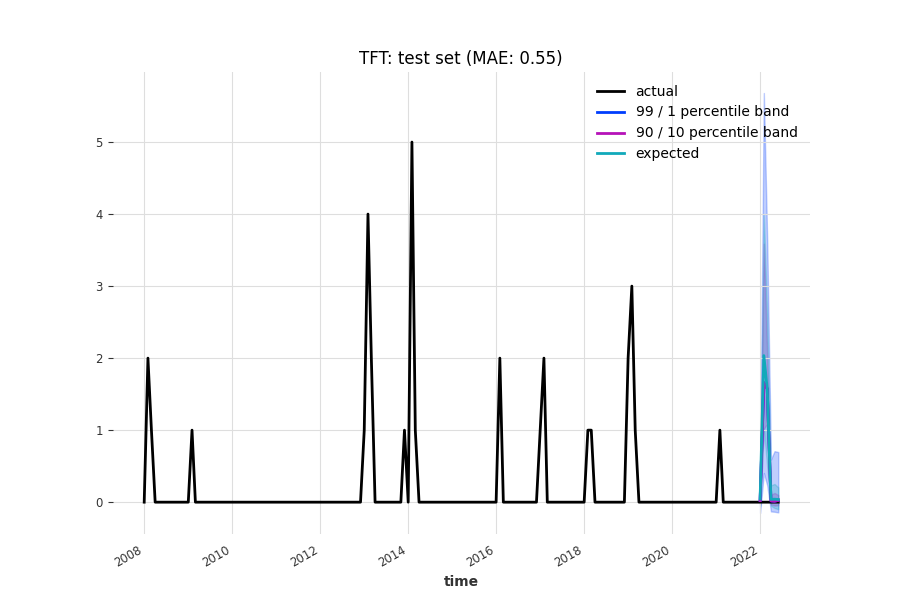 TFT: test set (MAE: 0.55)
actual
99 / 1 percentile band
90 / 10 percentile band
expected
5
4
3
2
1
0
2008
2010
2012
2014
2016
2018
2020
2022
time